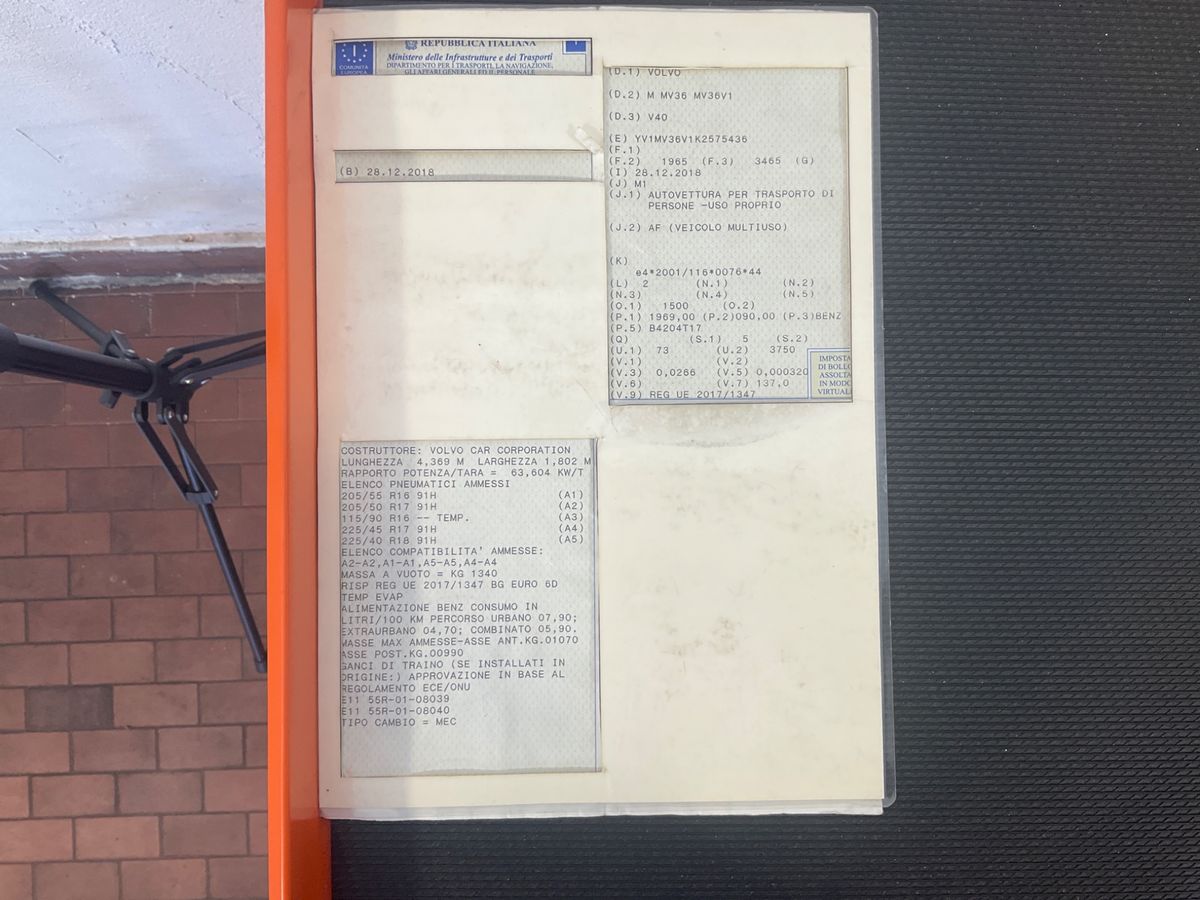 REPUBBLICA ITALIANA
COMUNITÀ EUROPEA
Ministero delle Infrastrutture e dei Trasporti
DIPARTIMENTO PER I TRASPORTI, LA NAVIGAZIONE,
GLI AFFARI GENERALI ED IL PERSONALE
I
(B) 28.12.2018
COSTRUTTORE: VOLVO CAR CORPORATION
LUNGHEZZA 4,369 M LARGHEZZA 1,802 M
RAPPORTO POTENZA/TARA = 63,604 KW/T
ELENCO PNEUMATICI AMMESSI
205/55 R16 91H (A1)
205/50 R17 91H (A2)
115/90 R16 -- TEMP. (A3)
225/45 R17 91H (A4)
225/40 R18 91H (A5)
ELENCO COMPATIBILITA' AMMESSE:
A2-A2,A1-A1,A5-A5,A4-A4
MASSA A VUOTO = KG 1340
RISP REG UE 2017/1347 BG EURO 6D
TEMP EVAP
ALIMENTAZIONE BENZ CONSUMO IN
LITRI/100 KM PERCORSO URBANO 07,90;
EXTRAURBANO 04,70; COMBINATO 05,90.
MASSE MAX AMMESSE-ASSE ANT.KG.01070
ASSE POST.KG.00990
GANCI DI TRAINO (SE INSTALLATI IN
ORIGINE:) APPROVAZIONE IN BASE AL
REGOLAMENTO ECE/ONU
E11 55R-01-08039
E11 55R-01-08040
TIPO CAMBIO = MEC
(D.1) VOLVO
(D.2) M MV36 MV36V1
(D.3) V40
(E) YV1MV36V1K2575436
(F.1)
(F.2) 1965 (F.3) 3465 (G)
(I) 28.12.2018
(J) M1
(J.1) AUTOVETTURA PER TRASPORTO DI
PERSONE -USO PROPRIO
(J.2) AF (VEICOLO MULTIUSO)
(K)
e4*2001/116*0076*44
(L) 2 (N.1) (N.2)
(N.3) (N.4) (N.5)
(O.1) 1500 (O.2)
(P.1) 1969,00 (P.2)090,00 (P.3)BENZ
(P.5) B4204T17
(Q) (S.1) 5 (S.2)
(U.1) 73 (U.2) 3750
(V.1) (V.2)
(V.3) 0,0266 (V.5) 0,000320
(V.6) (V.7) 137,0
(V.9) REG UE 2017/1347
IMPOSTA
DI BOLLO
ASSOLTA
IN MODO
VIRTUALE